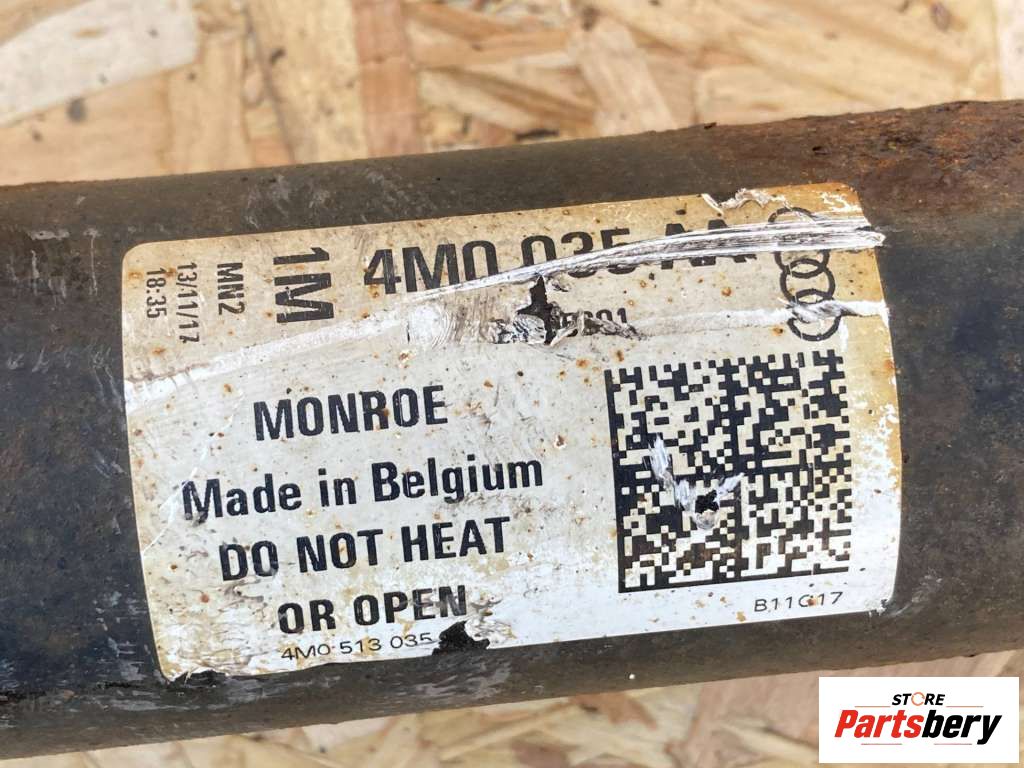 4M0 035 AA
1M
MN2
13/11/17
18:35
MONROE
Made in Belgium
DO NOT HEAT
OR OPEN
4M0 513 035
B11C17
STORE
Partsbery